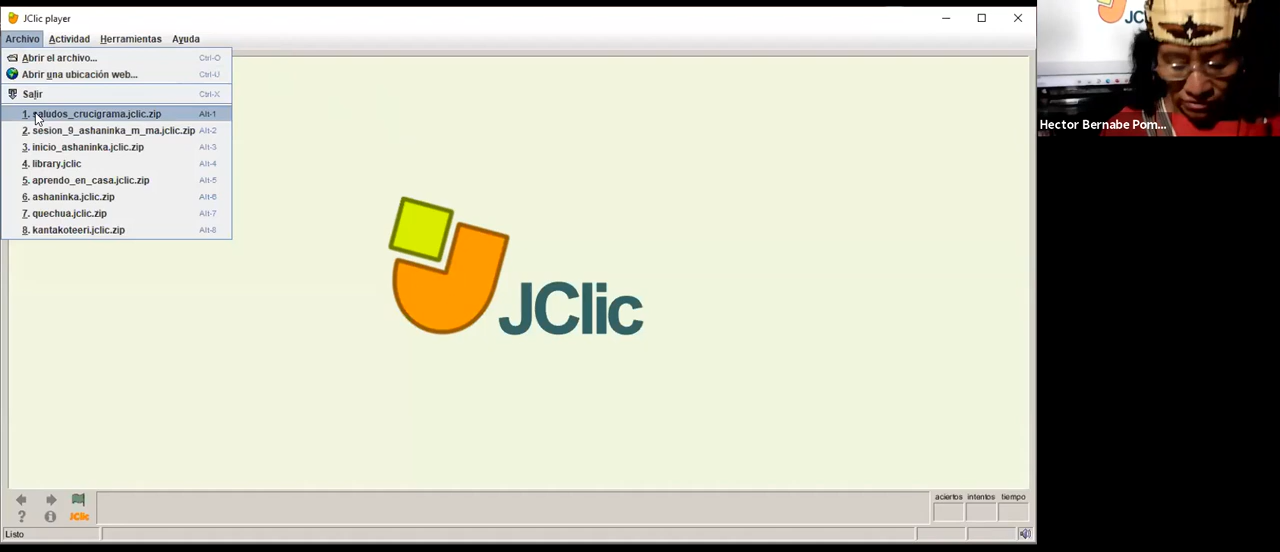 JClic player
Archivo Actividad Herramientas Ayuda
Abrir el archivo... Ctrl-O
Abrir una ubicación web... Ctrl-U
Salir Ctrl-X
1. saludos_crucigrama.jclic.zip Alt-1
2. sesion_9_ashaninka_m_ma.jclic.zip Alt-2
3. inicio_ashaninka.jclic.zip Alt-3
4. library.jclic Alt-4
5. aprendo_en_casa.jclic.zip Alt-5
6. ashaninka.jclic.zip Alt-6
7. quechua.jclic.zip Alt-7
8. kantakoteeri.jclic.zip Alt-8
JClic
aciertos intentos tiempo
JClic
Listo
JC
Hector Bernabe Pom...